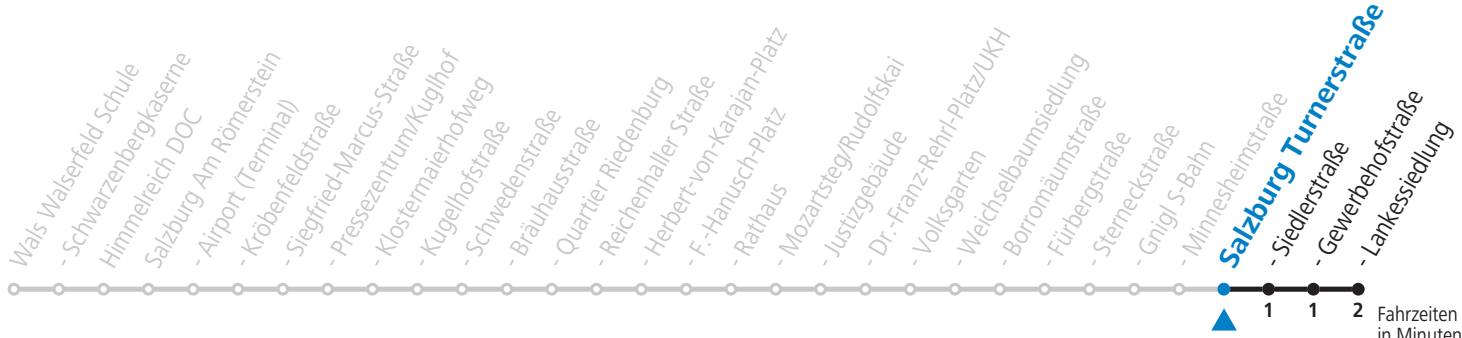 Wals Walserfeld Schule
- Schwarzenbergkaserne
Himmelreich DOC
Salzburg Am Römerstein
- Airport (Terminal)
- Kröbenfeldstraße
- Siegfried-Marcus-Straße
- Pressezentrum/Kuglhof
- Klostermaierhofweg
- Kugelhofstraße
- Schwedenstraße
- Bräuhausstraße
- Quartier Riedenburg
- Reichenhaller Straße
- Herbert-von-Karajan-Platz
- F.-Hanusch-Platz
- Rathaus
- Mozartsteg/Rudolfskai
- Justizgebäude
- Dr.-Franz-Rehrl-Platz/UKH
- Volksgarten
- Weichselbaumsiedlung
- Borromäumstraße
- Fürbergstraße
- Sterneckstraße
- Gnigl S-Bahn
- Minnesheimstraße
Salzburg Turnerstraße
- Siedlerstraße
- Gewerbehofstraße
- Lankessiedlung
1 1 2
Fahrzeiten
in Minuten